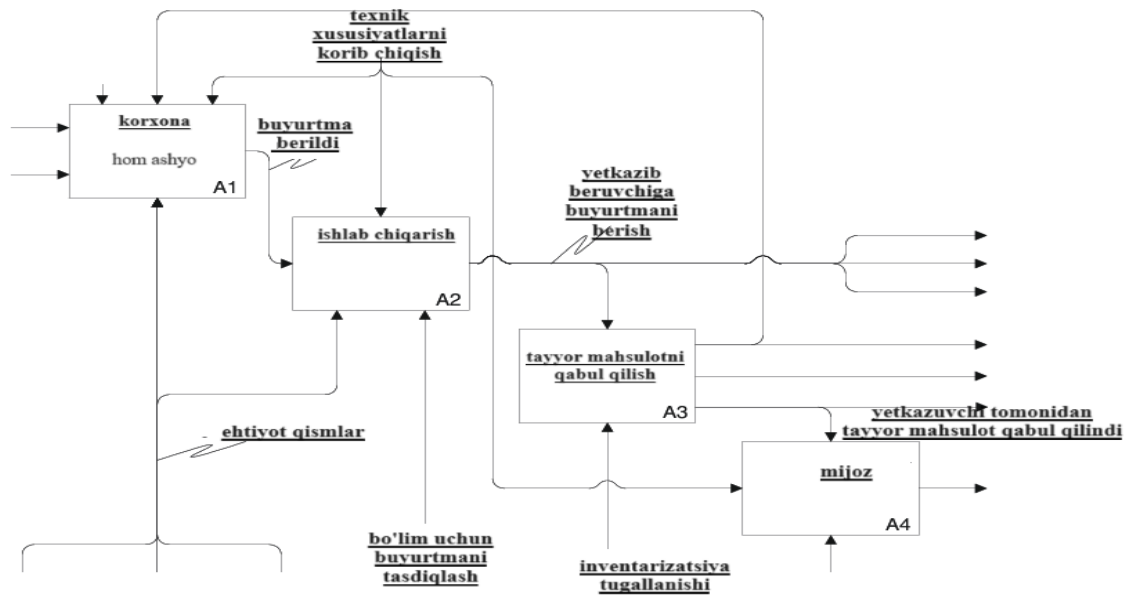 texnik
xususivatlarni
korib chiqish
korxona
hom ashyo
A1
buyurtma
berildi
ishlab chiqarish
A2
yetkazib
beruvchiga
buyurtmani
berish
tayyor mahsulotni
qabul qilish
A3
yetkazuvchi tomonidan
tayyor mahsulot qabul qilindi
mijoz
A4
ehtiyot qismlar
bo'lim uchun
buyurtmani
tasdiqlash
inventarizatsiya
tugallanishi